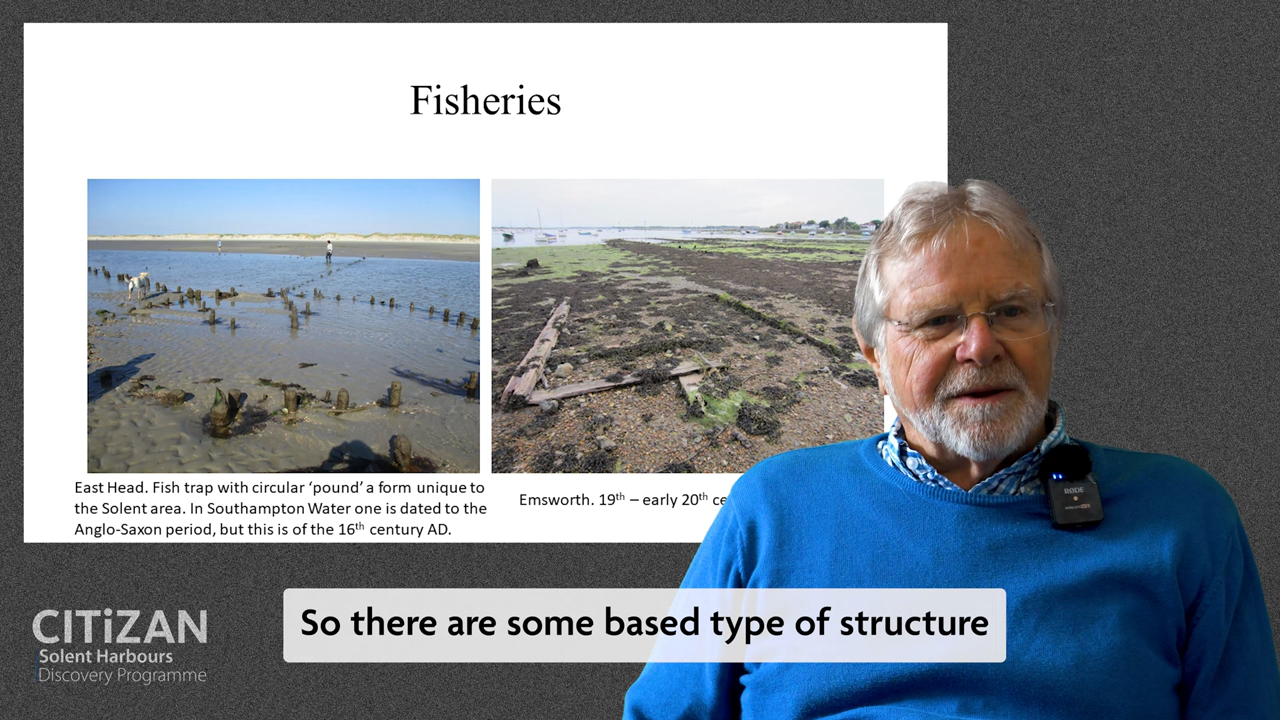 Fisheries
East Head. Fish trap with circular ‘pound’ a form unique to
the Solent area. In Southampton Water one is dated to the
Anglo-Saxon period, but this is of the 16th century AD.
Emsworth. 19th – early 20th ce
RØDE
So there are some based type of structure
CITiZAN
Solent Harbours
Discovery Programme